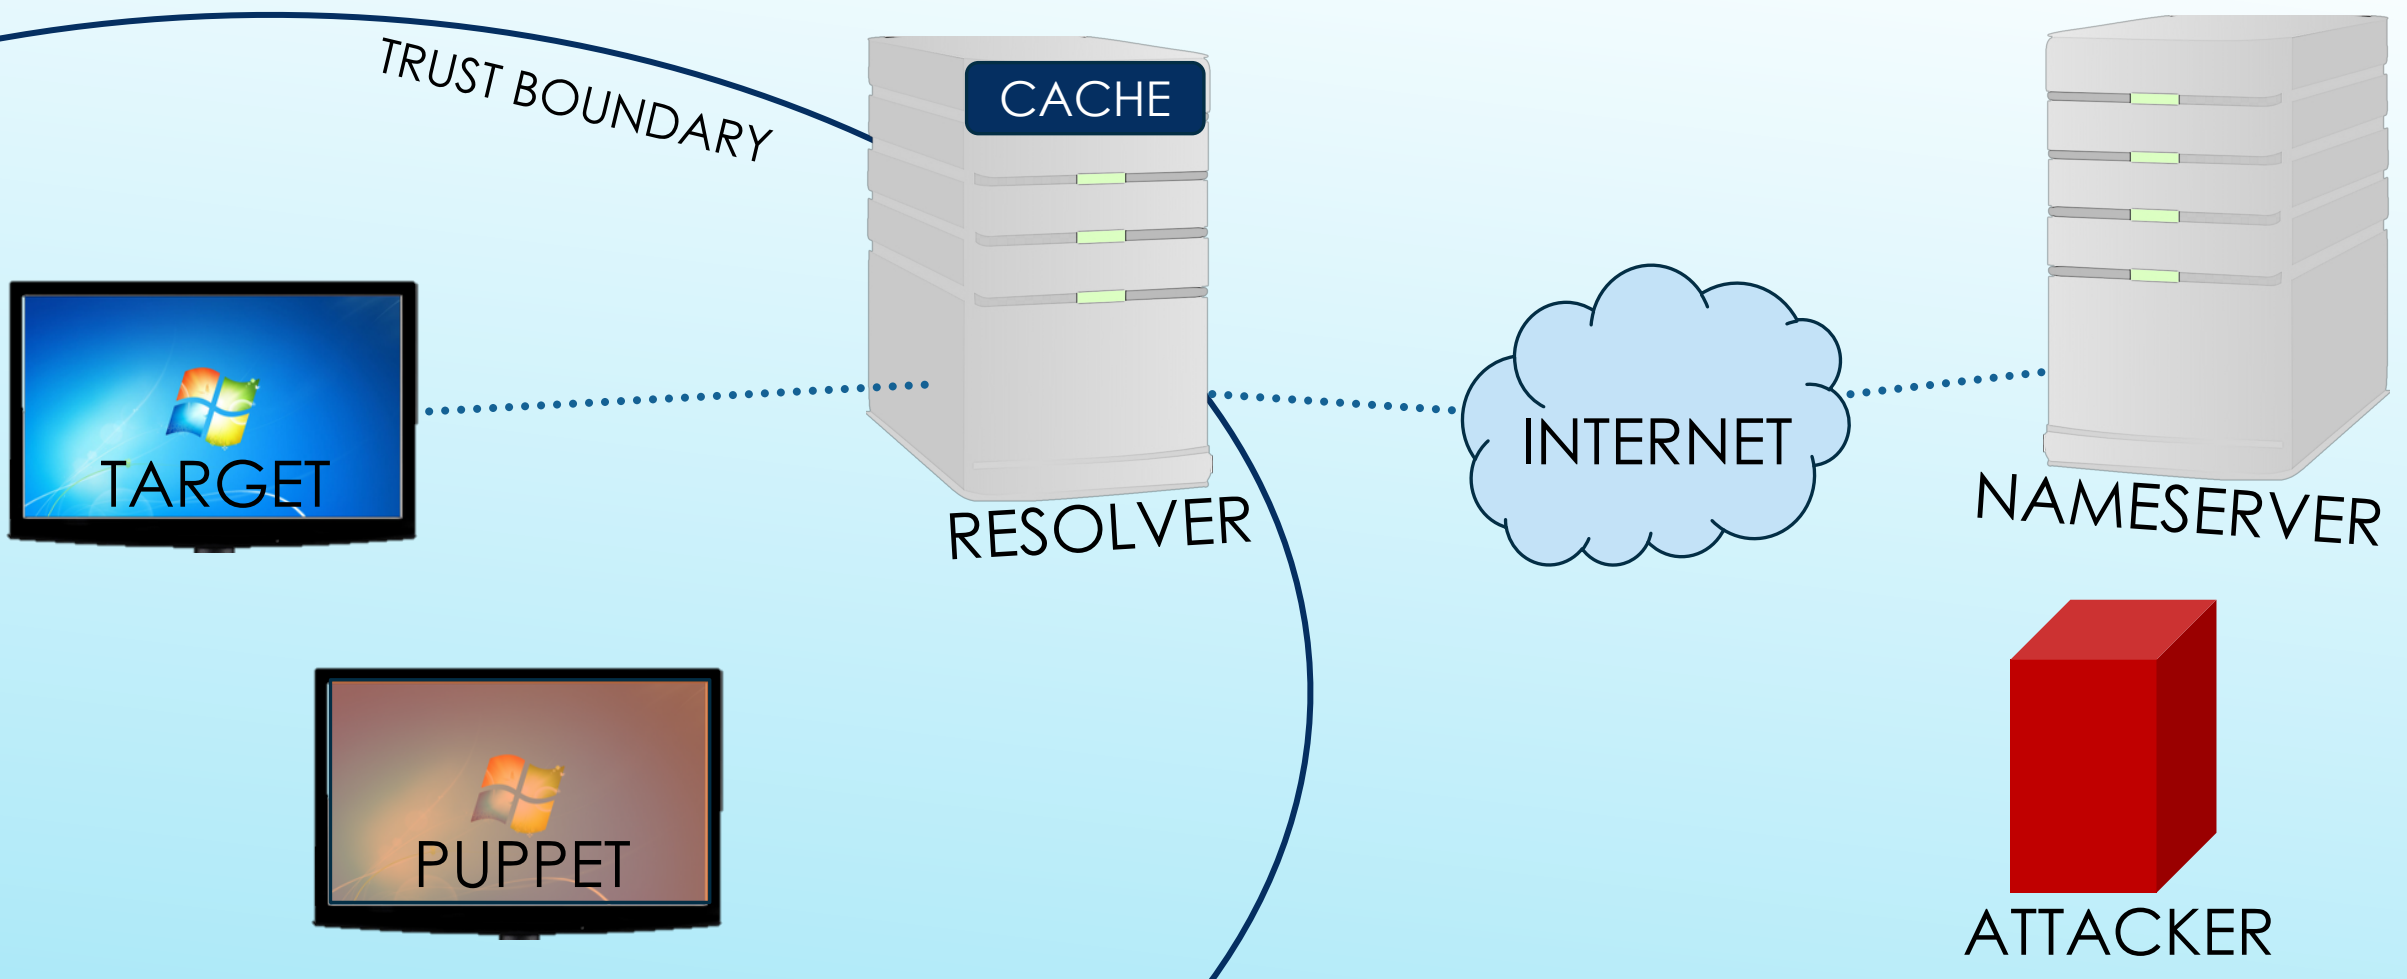 TRUST BOUNDARY
CACHE
TARGET
RESOLVER
INTERNET
NAMESERVER
PUPPET
ATTACKER